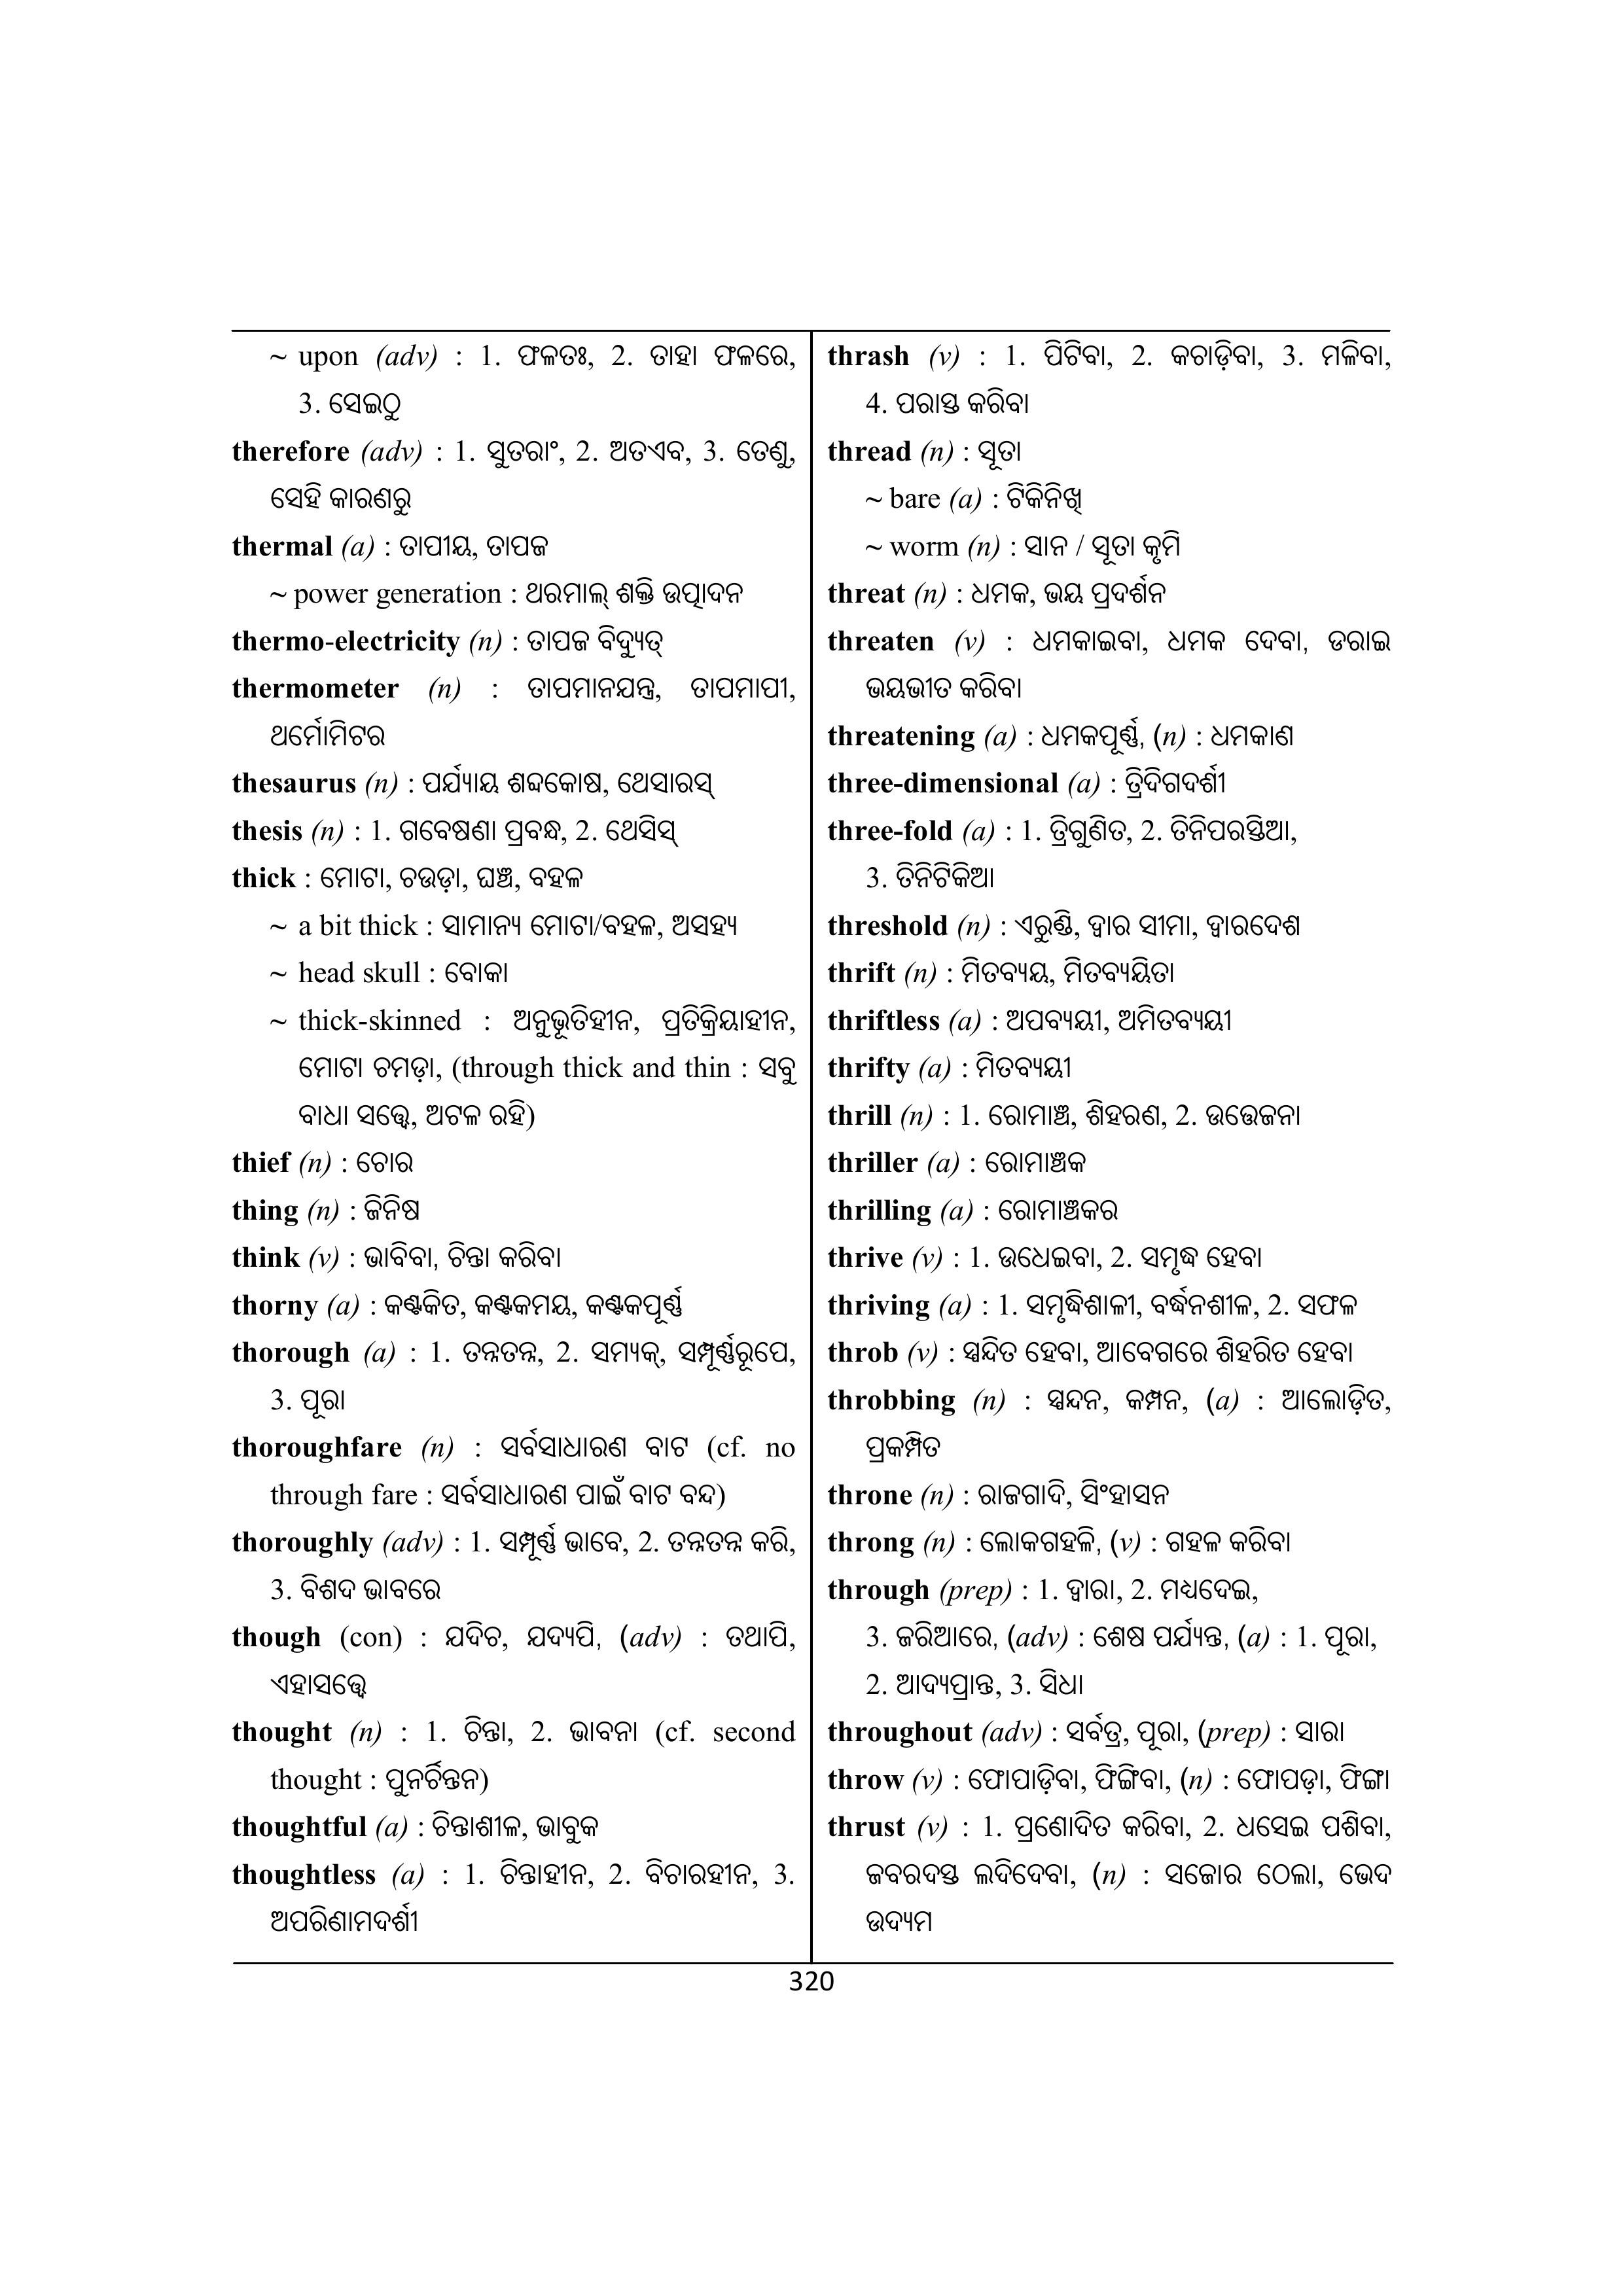 ~ upon (adv) : 1. ଫଳତଃ, 2. ତାହା ଫଳରେ,
3. ସେଇଠୁ
therefore (adv) : 1. ସୁତରାଂ, 2. ଅତଏବ, 3. ତେଣୁ,
ସେହି କାରଣରୁ
thermal (a) : ତାପୀୟ, ତାପଜ
~ power generation : ଥରମାଲ୍ ଶକ୍ତି ଉତ୍ପାଦନ
thermo-electricity (n) : ତାପଜ ବିଦ୍ୟୁତ୍
thermometer (n) : ତାପମାନଯନ୍ତ୍ର, ତାପମାପୀ,
ଥର୍ମୋମିଟର
thesaurus (n) : ପର୍ଯ୍ୟାୟ ଶବ୍ଦକୋଷ, ଥେସାରସ୍
thesis (n) : 1. ଗବେଷଣା ପ୍ରବନ୍ଧ, 2. ଥେସିସ୍
thick : ମୋଟା, ଚଉଡ଼ା, ଘଞ୍ଚ, ବହଳ
~ a bit thick : ସାମାନ୍ୟ ମୋଟା/ବହଳ, ଅସହ୍ୟ
~ head skull : ବୋକା
~ thick-skinned : ଅନୁଭୂତିହୀନ, ପ୍ରତିକ୍ରିୟାହୀନ,
ମୋଟା ଚମଡ଼ା, (through thick and thin : ସବୁ
ବାଧା ସତ୍ତ୍ୱେ, ଅଟଳ ରହି)
thief (n) : ଚୋର
thing (n) : ଜିନିଷ
think (v) : ଭାବିବା, ଚିନ୍ତା କରିବା
thorny (a) : କଣ୍ଟକିତ, କଣ୍ଟକମୟ, କଣ୍ଟକପୂର୍ଣ୍ଣ
thorough (a) : 1. ତନ୍ନତନ୍ନ, 2. ସମ୍ୟକ୍, ସମ୍ପୂର୍ଣ୍ଣରୂପେ,
3. ପୂରା
thoroughfare (n) : ସର୍ବସାଧାରଣ ବାଟ (cf. no
through fare : ସର୍ବସାଧାରଣ ପାଇଁ ବାଟ ବନ୍ଦ)
thoroughly (adv) : 1. ସମ୍ପୂର୍ଣ୍ଣ ଭାବେ, 2. ତନ୍ନତନ୍ନ କରି,
3. ବିଶଦ ଭାବରେ
though (con) : ଯଦିଚ, ଯଦ୍ୟପି, (adv) : ତଥାପି,
ଏହାସତ୍ତ୍ୱେ
thought (n) : 1. ଚିନ୍ତା, 2. ଭାବନା (cf. second
thought : ପୁନର୍ଚିନ୍ତନ)
thoughtful (a) : ଚିନ୍ତାଶୀଳ, ଭାବୁକ
thoughtless (a) : 1. ଚିନ୍ତାହୀନ, 2. ବିଚାରହୀନ, 3.
ଅପରିଣାମଦର୍ଶୀ
thrash (v) : 1. ପିଟିବା, 2. କଚାଡ଼ିବା, 3. ମଳିବା,
4. ପରାସ୍ତ କରିବା
thread (n) : ସୂତା
~ bare (a) : ଟିକିନିଖି
~ worm (n) : ସାନ / ସୂତା କୃମି
threat (n) : ଧମକ, ଭୟ ପ୍ରଦର୍ଶନ
threaten (v) : ଧମକାଇବା, ଧମକ ଦେବା, ଡରାଇ
ଭୟଭୀତ କରିବା
threatening (a) : ଧମକପୂର୍ଣ୍ଣ, (n) : ଧମକାଣ
three-dimensional (a) : ତ୍ରିଦିଗଦର୍ଶୀ
three-fold (a) : 1. ତ୍ରିଗୁଣିତ, 2. ତିନିପରସ୍ତିଆ,
3. ତିନିଟିକିଆ
threshold (n) : ଏରୁଣ୍ଡି, ଦ୍ୱାର ସୀମା, ଦ୍ୱାରଦେଶ
thrift (n) : ମିତବ୍ୟୟ, ମିତବ୍ୟୟିତା
thriftless (a) : ଅପବ୍ୟୟୀ, ଅମିତବ୍ୟୟୀ
thrifty (a) : ମିତବ୍ୟୟୀ
thrill (n) : 1. ରୋମାଞ୍ଚ, ଶିହରଣ, 2. ଉତ୍ତେଜନା
thriller (a) : ରୋମାଞ୍ଚକ
thrilling (a) : ରୋମାଞ୍ଚକର
thrive (v) : 1. ଉଧେଇବା, 2. ସମୃଦ୍ଧ ହେବା
thriving (a) : 1. ସମୃଦ୍ଧିଶାଳୀ, ବର୍ଦ୍ଧନଶୀଳ, 2. ସଫଳ
throb (v) : ସ୍ପନ୍ଦିତ ହେବା, ଆବେଗରେ ଶିହରିତ ହେବା
throbbing (n) : ସ୍ପନ୍ଦନ, କମ୍ପନ, (a) : ଆଲୋଡ଼ିତ,
ପ୍ରକମ୍ପିତ
throne (n) : ରାଜଗାଦି, ସିଂହାସନ
throng (n) : ଲୋକଗହଳି, (v) : ଗହଳ କରିବା
through (prep) : 1. ଦ୍ୱାରା, 2. ମଧ୍ୟଦେଇ,
3. ଜରିଆରେ, (adv) : ଶେଷ ପର୍ଯ୍ୟନ୍ତ, (a) : 1. ପୂରା,
2. ଆଦ୍ୟପ୍ରାନ୍ତ, 3. ସିଧା
throughout (adv) : ସର୍ବତ୍ର, ପୂରା, (prep) : ସାରା
throw (v) : ଫୋପାଡ଼ିବା, ଫିଙ୍ଗିବା, (n) : ଫୋପଡ଼ା, ଫିଙ୍ଗା
thrust (v) : 1. ପ୍ରଣୋଦିତ କରିବା, 2. ଧସେଇ ପଶିବା,
ଜବରଦସ୍ତ ଲଦିଦେବା, (n) : ସଜୋର ଠେଲା, ଭେଦ
ଉଦ୍ୟମ
320